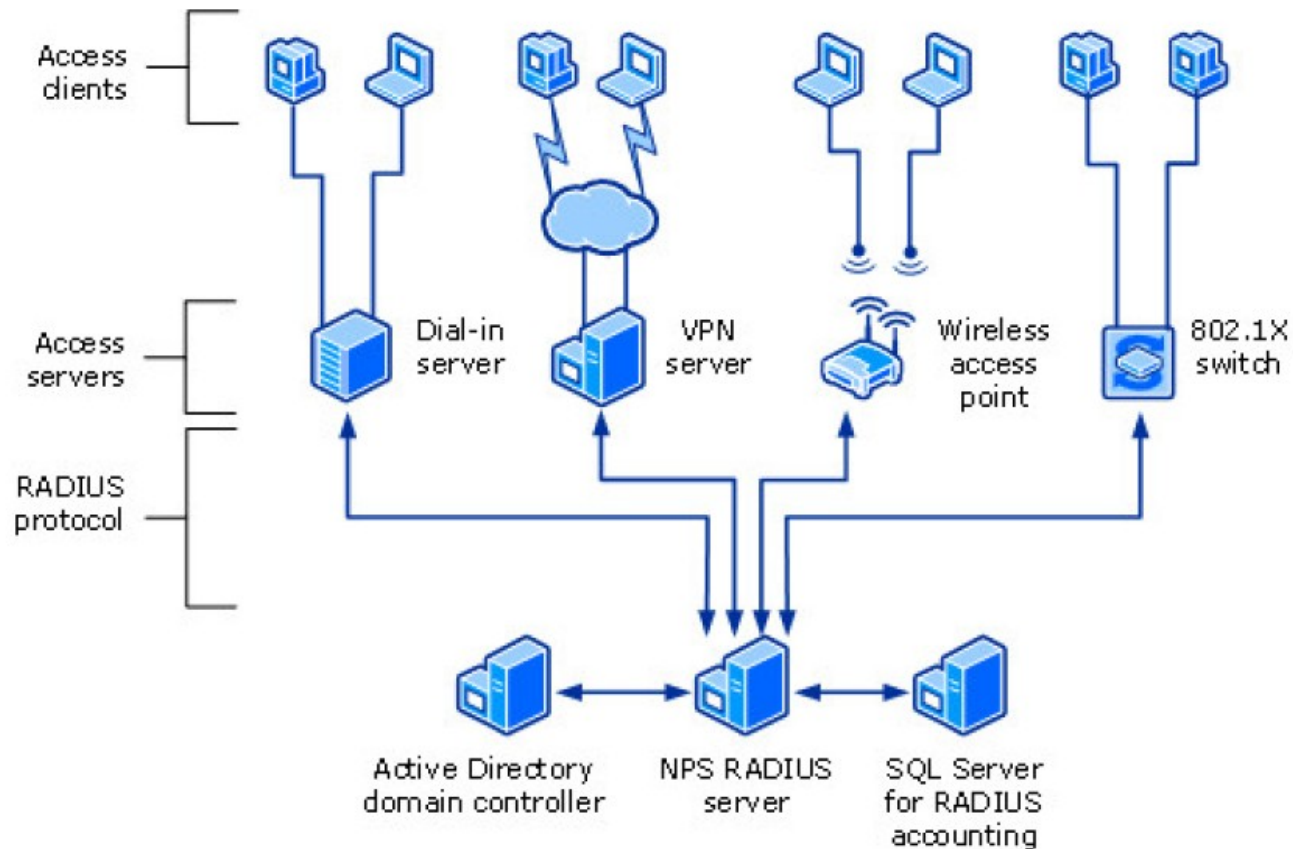 Access
clients
Dial-in
server
VPN
server
Wireless
access
point
802.1X
switch
Access
servers
RADIUS
protocol
Active Directory
domain controller
NPS RADIUS
server
SQL Server
for RADIUS
accounting